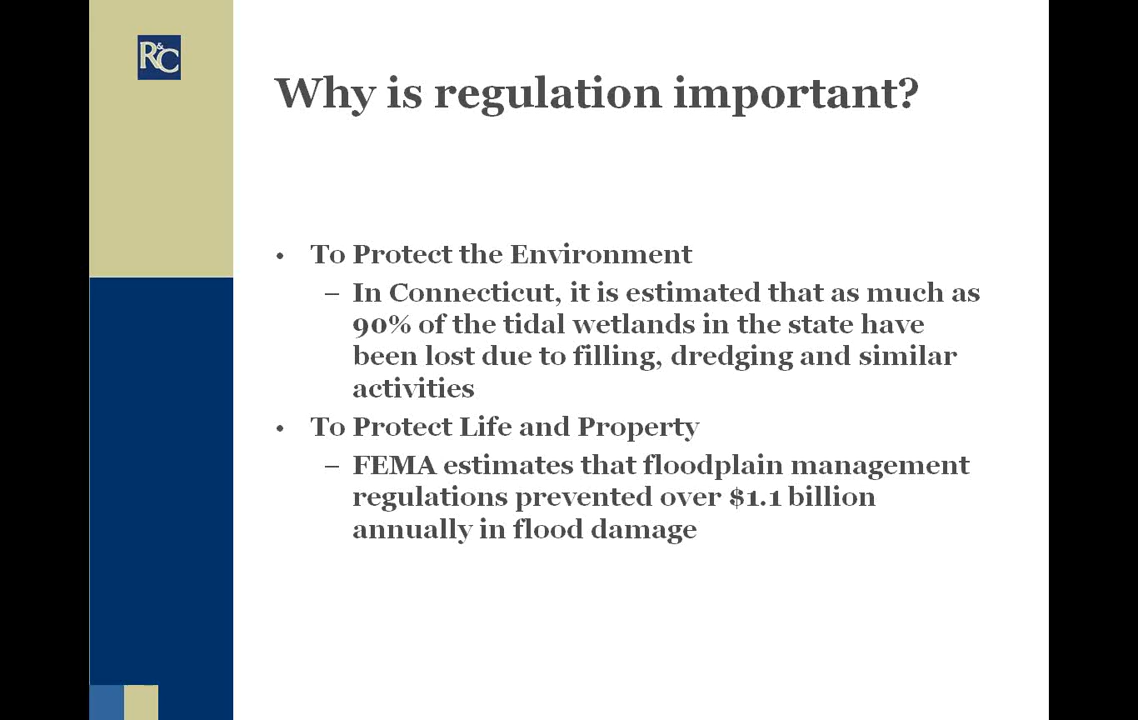 R&C
Why is regulation important?
• To Protect the Environment
– In Connecticut, it is estimated that as much as
90% of the tidal wetlands in the state have
been lost due to filling, dredging and similar
activities
• To Protect Life and Property
– FEMA estimates that floodplain management
regulations prevented over $1.1 billion
annually in flood damage